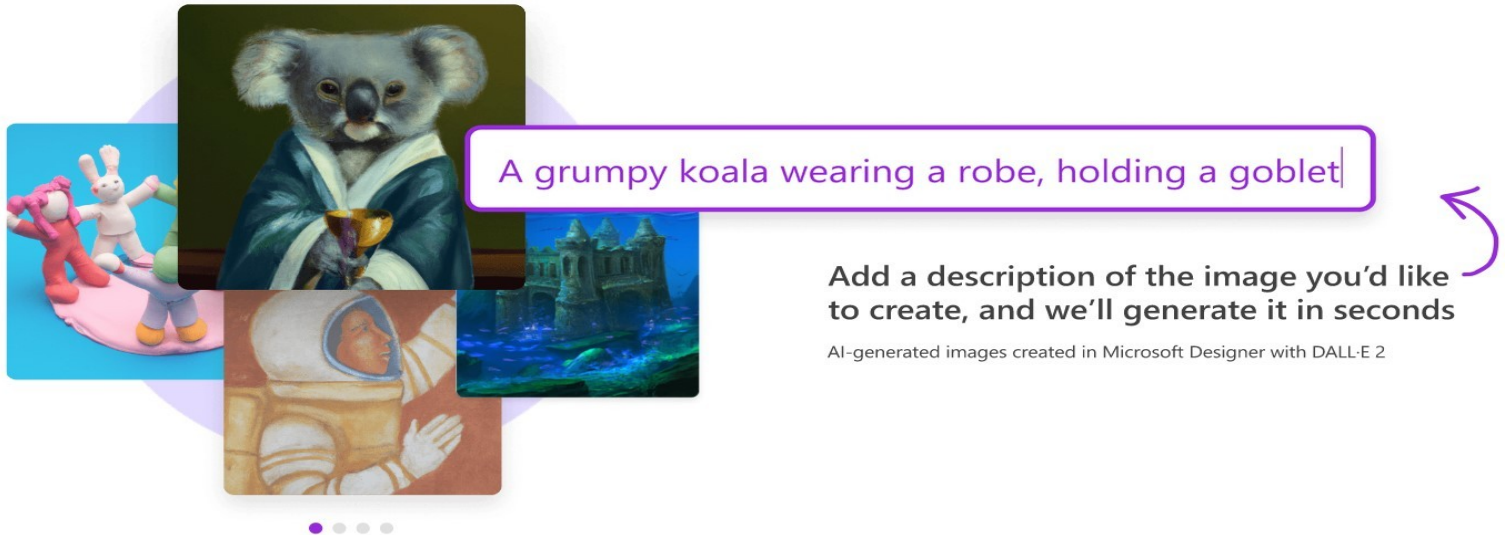 A grumpy koala wearing a robe, holding a goblet
Add a description of the image you’d like
to create, and we’ll generate it in seconds
AI-generated images created in Microsoft Designer with DALL·E 2